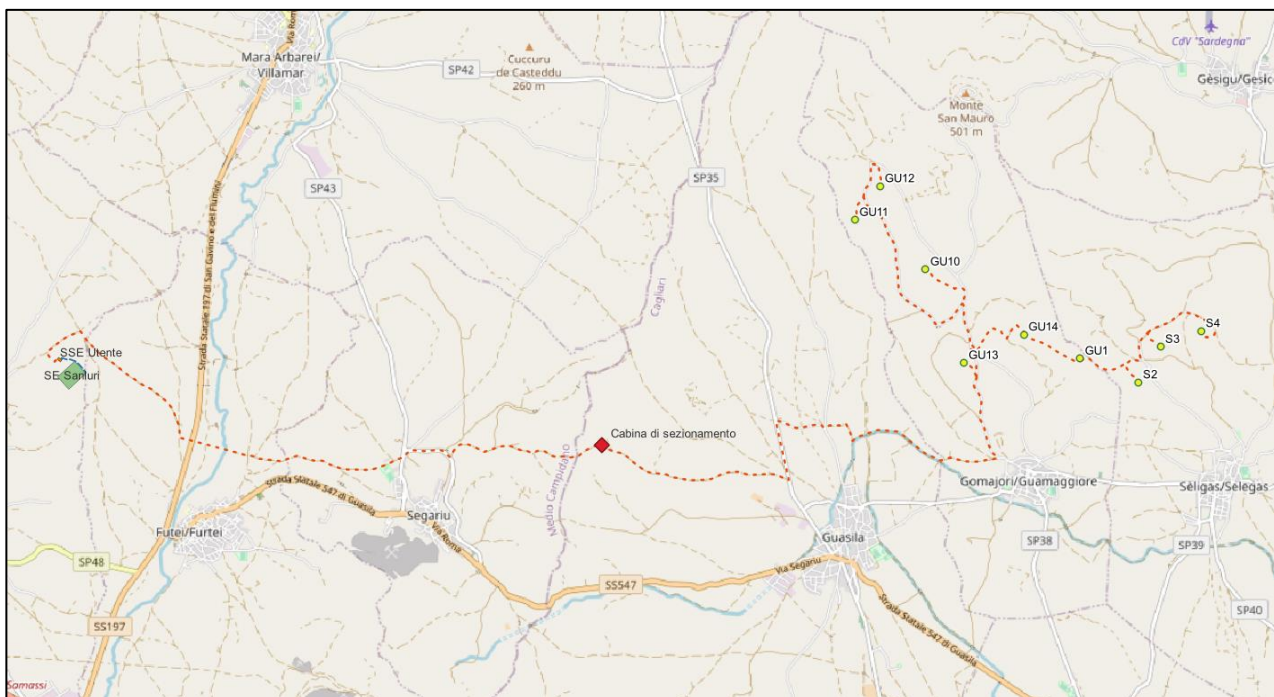 Via Roma
Mara Arbarei/
Villamar
Cuccuru
de Casteddu
260 m
SP42
CdV "Sardegna"
Gèsigu/Gesico
Monte
San Mauro
501 m
SP43
SP35
GU12
GU11
Strada Statale 197 di San Gavino e del Flumini
Cagliari
GU10
GU14
S4
S3
GU1
SSE Utente
GU13
SE Sanluri
S2
Cabina di sezionamento
Medio Campidano
Gomajori/Guamaggiore
Sèligas/Selegas
Strada Statale 547 di Guasila
Segariu
Futei/Furtei
Via Roma
Guasila
SP38
SP39
SP48
Via Segariu
SS547
Strada Statale 547 di Guasila
SP40
SS197
Samassi